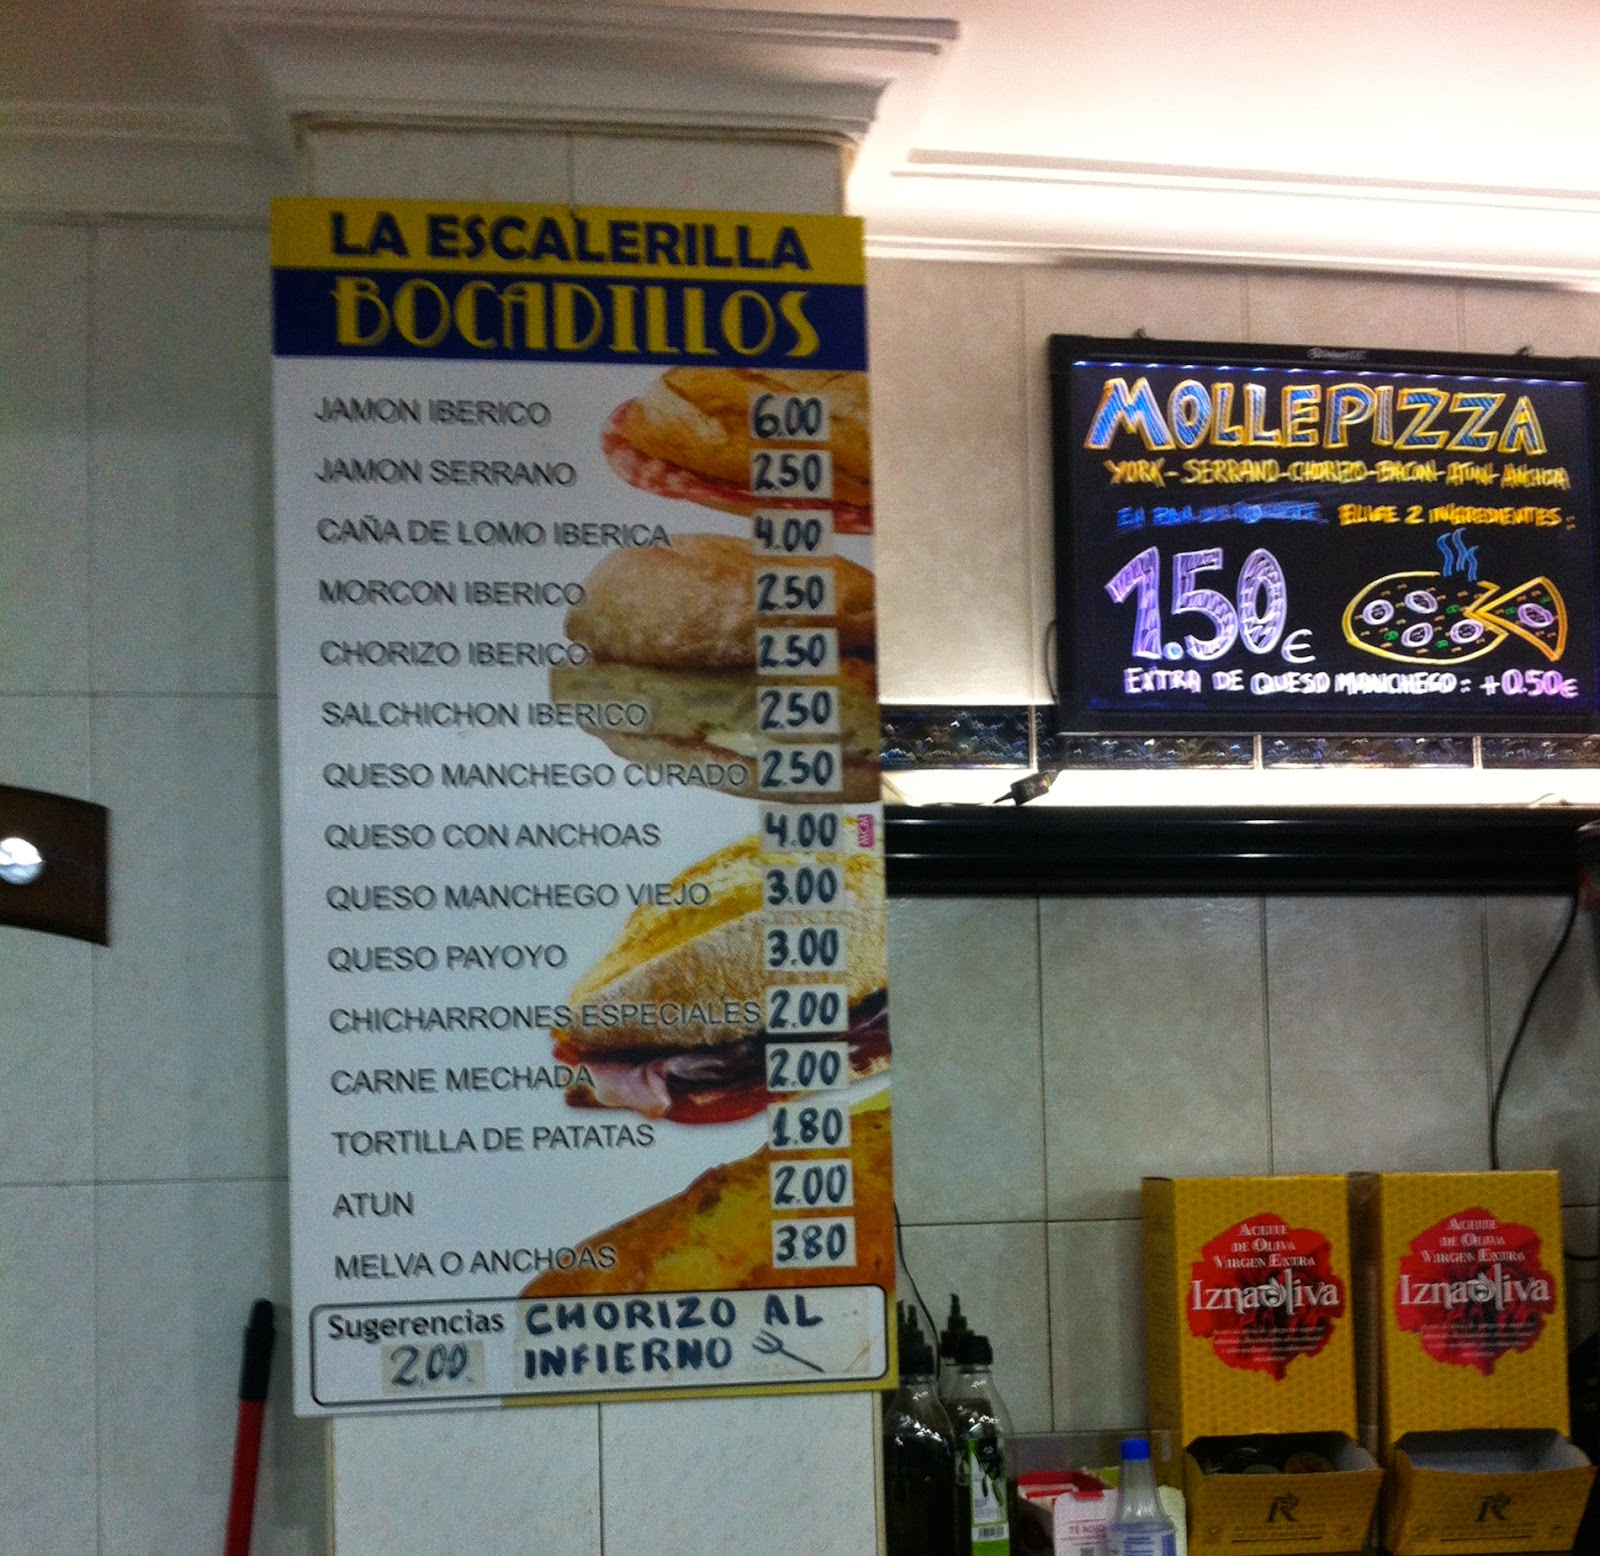 LA ESCALERILLA
BOCADILLOS
JAMON IBERICO 6.00
JAMON SERRANO 2.50
CAÑA DE LOMO IBERICA 4.00
MORCON IBERICO 2.50
CHORIZO IBERICO 2.50
SALCHICHON IBERICO 2.50
QUESO MANCHEGO CURADO 2.50
QUESO CON ANCHOAS 4.00
QUESO MANCHEGO VIEJO 3.00
QUESO PAYOYO 3.00
CHICHARRONES ESPECIALES 2.00
CARNE MECHADA 2.00
TORTILLA DE PATATAS 1.80
ATUN 2.00
MELVA O ANCHOAS 3.80
Sugerencias CHORIZO AL
2,00. INFIERNO
MOLLEPIZZA
YORK-SERRANO-CHORIZO-BACON-ATUN-ANCHOA
ELIGE 2 INGREDIENTES:
1.50€
EXTRA DE QUESO MANCHEGO: +0.50€
ACEITE
DE OLIVA
VIRGEN EXTRA
IznaOliva
ACEITE
DE OLIVA
VIRGEN EXTRA
IznaOliva
R
R